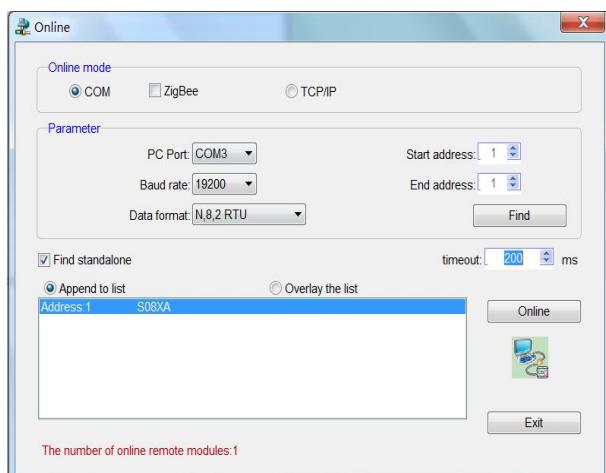 Online
X
Online mode
COM ZigBee TCP/IP
Parameter
PC Port: COM3 Start address: 1
Baud rate: 19200 End address: 1
Data format: N,8,2 RTU Find
Find standalone timeout: 200 ms
Append to list Overlay the list
Address:1 S08XA
Online
Exit
The number of online remote modules:1